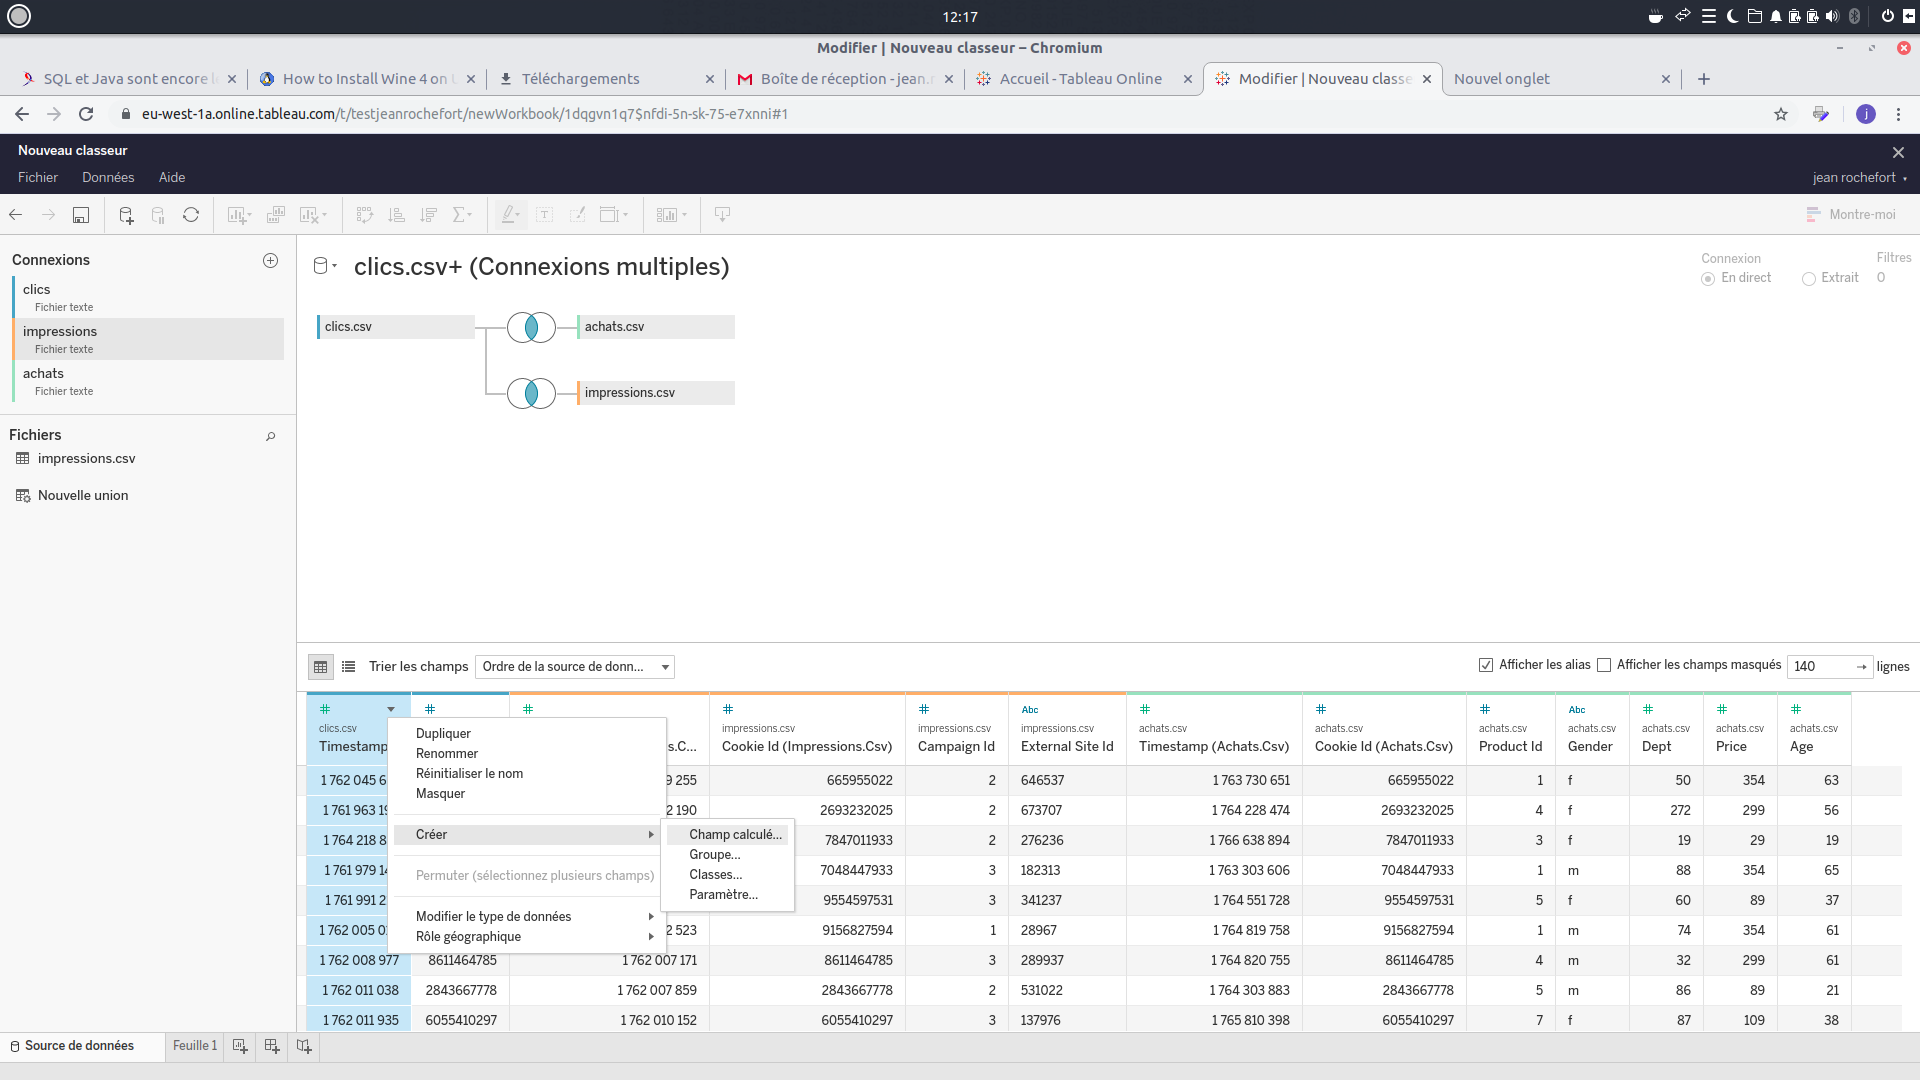 12:17
Modifier | Nouveau classeur – Chromium
SQL et Java sont encore l
How to Install Wine 4 on U
Téléchargements
Boîte de réception - jean.r
Accueil - Tableau Online
Modifier | Nouveau classe
Nouvel onglet
eu-west-1a.online.tableau.com/t/testjeanrochefort/newWorkbook/1dqgvn1q7$nfdi-5n-sk-75-e7xnni#1
j
Nouveau classeur
Fichier Données Aide
jean rochefort
Montre-moi
Connexions
clics
Fichier texte
impressions
Fichier texte
achats
Fichier texte
Fichiers
impressions.csv
Nouvelle union
clics.csv+ (Connexions multiples)
Connexion
En direct Extrait
Filtres
0
clics.csv
achats.csv
impressions.csv
Trier les champs Ordre de la source de donn...
Afficher les alias Afficher les champs masqués 140 lignes
Abc Abc
clics.csv impressions.csv impressions.csv impressions.csv achats.csv achats.csv achats.csv achats.csv achats.csv achats.csv achats.csv
Timestamp s.C... Cookie Id (Impressions.Csv) Campaign Id External Site Id Timestamp (Achats.Csv) Cookie Id (Achats.Csv) Product Id Gender Dept Price Age
1 762 045 6 9 255 665955022 2 646537 1 763 730 651 665955022 1 f 50 354 63
1 761 963 19 2 190 2693232025 2 673707 1 764 228 474 2693232025 4 f 272 299 56
1 764 218 8 7847011933 2 276236 1 766 638 894 7847011933 3 f 19 29 19
1 761 979 14 7048447933 3 182313 1 763 303 606 7048447933 1 m 88 354 65
1 761 991 2 9554597531 3 341237 1 764 551 728 9554597531 5 f 60 89 37
1 762 005 0 2 523 9156827594 1 28967 1 764 819 758 9156827594 1 m 74 354 61
1 762 008 977 8611464785 1 762 007 171 8611464785 3 289937 1 764 820 755 8611464785 4 m 32 299 61
1 762 011 038 2843667778 1 762 007 859 2843667778 2 531022 1 764 303 883 2843667778 5 m 86 89 21
1 762 011 935 6055410297 1 762 010 152 6055410297 3 137976 1 765 810 398 6055410297 7 f 87 109 38
Dupliquer
Renommer
Réinitialiser le nom
Masquer
Créer
Permuter (sélectionnez plusieurs champs)
Modifier le type de données
Rôle géographique
Champ calculé...
Groupe...
Classes...
Paramètre...
Source de données Feuille 1